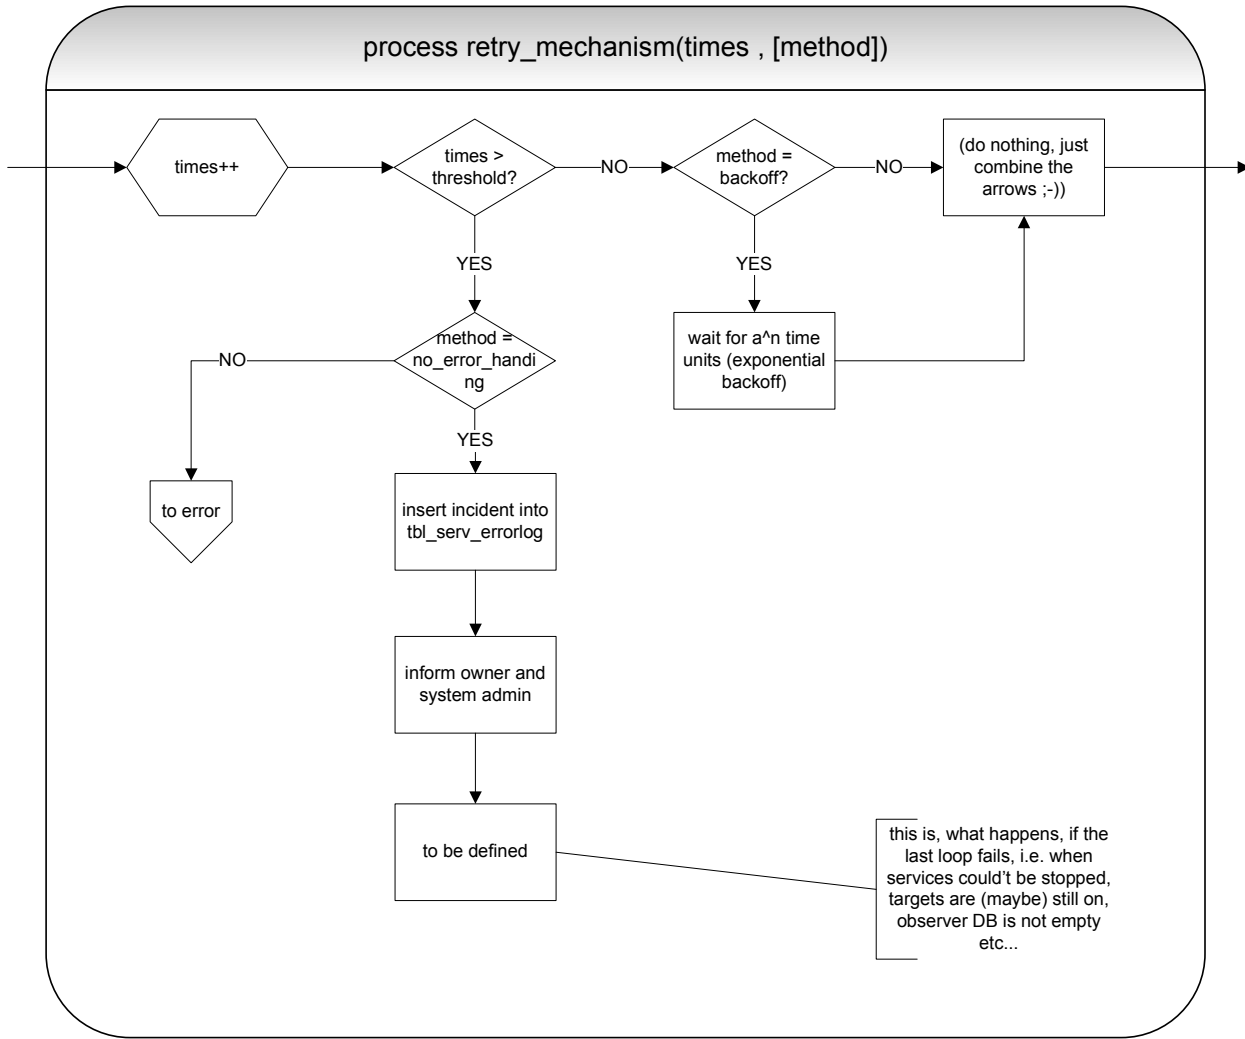 process retry_mechanism(times , [method])
times++
times >
threshold?
NO
method =
backoff?
NO
(do nothing, just
combine the
arrows ;-))
YES
YES
method =
no_error_handi
ng
NO
wait for a^n time
units (exponential
backoff)
YES
to error
insert incident into
tbl_serv_errorlog
inform owner and
system admin
to be defined
this is, what happens, if the
last loop fails, i.e. when
services could't be stopped,
targets are (maybe) still on,
observer DB is not empty
etc...